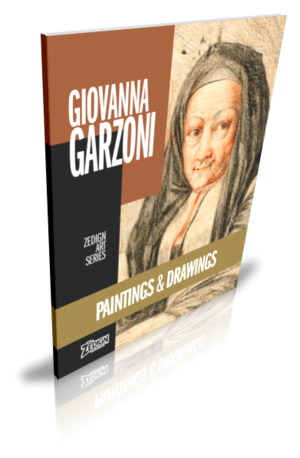 GIOVANNA
GARZONI
ZEDIGN
ART
SERIES
PAINTINGS & DRAWINGS
ZEDIGN